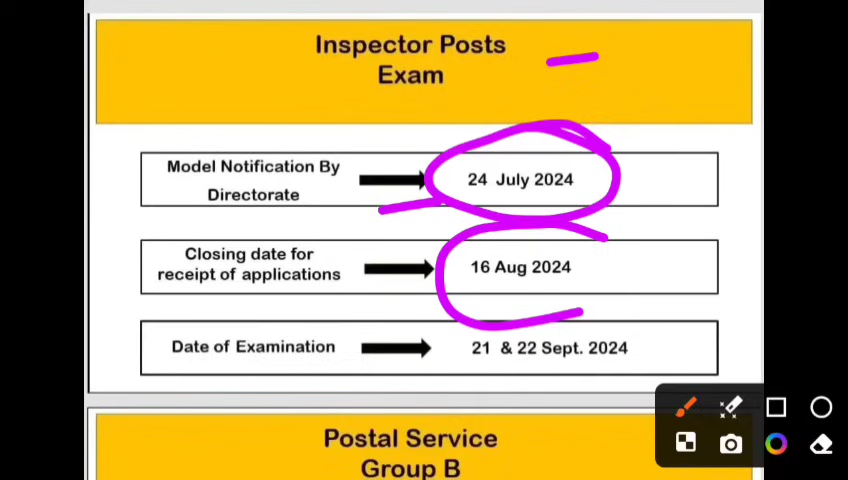 Inspector Posts
Exam
Model Notification By
Directorate
24 July 2024
Closing date for
receipt of applications
16 Aug 2024
Date of Examination
21 & 22 Sept. 2024
Postal Service
Group B